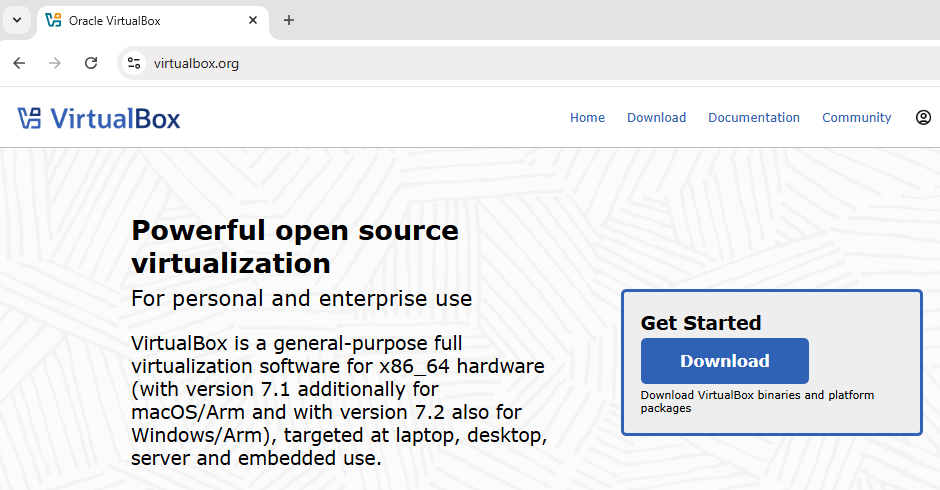 Oracle VirtualBox
virtualbox.org
VirtualBox
Home Download Documentation Community
Powerful open source
virtualization
For personal and enterprise use
VirtualBox is a general-purpose full
virtualization software for x86_64 hardware
(with version 7.1 additionally for
macOS/Arm and with version 7.2 also for
Windows/Arm), targeted at laptop, desktop,
server and embedded use.
Get Started
Download
Download VirtualBox binaries and platform
packages